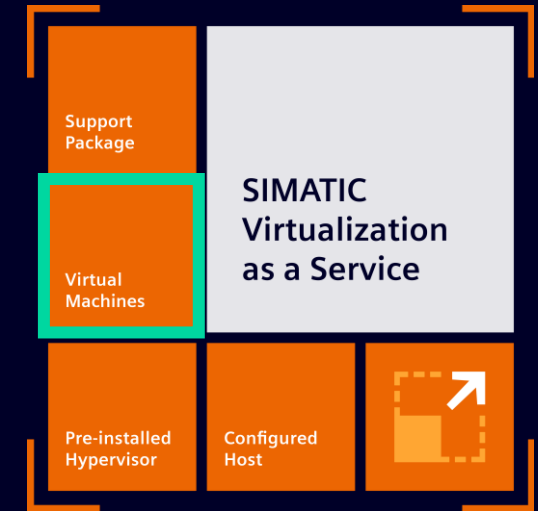 Support
Package
SIMATIC
Virtualization
as a Service
Virtual
Machines
Pre-installed
Hypervisor
Configured
Host